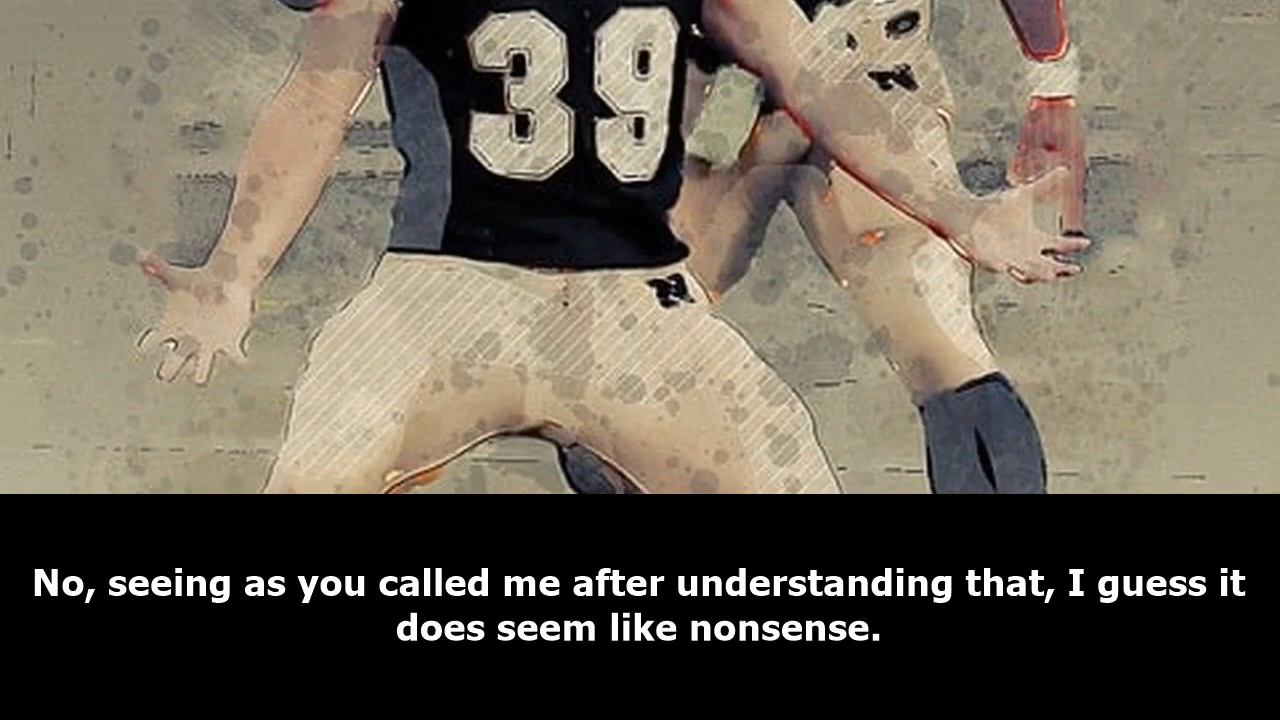 39
No, seeing as you called me after understanding that, I guess it
does seem like nonsense.